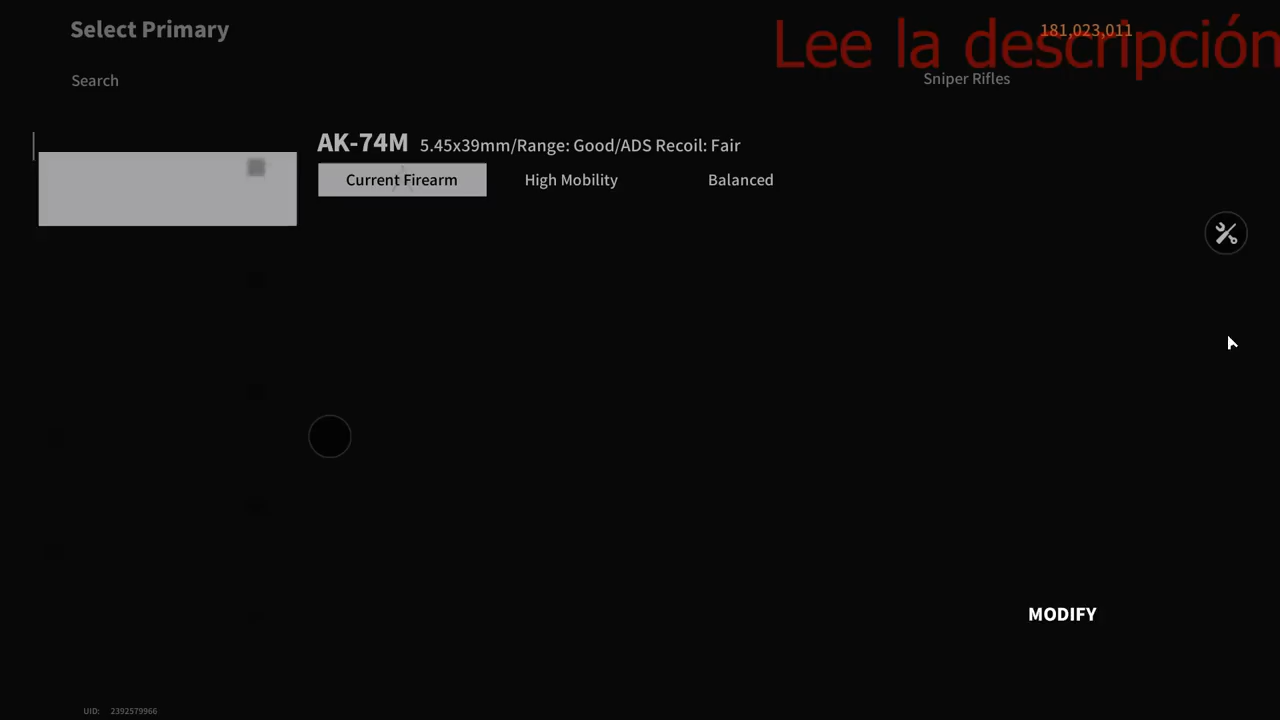 Select Primary
Lee la descripción
181,023,011
Search
Sniper Rifles
AK-74M 5.45x39mm/Range: Good/ADS Recoil: Fair
Current Firearm High Mobility Balanced
MODIFY
UID: 2392579966